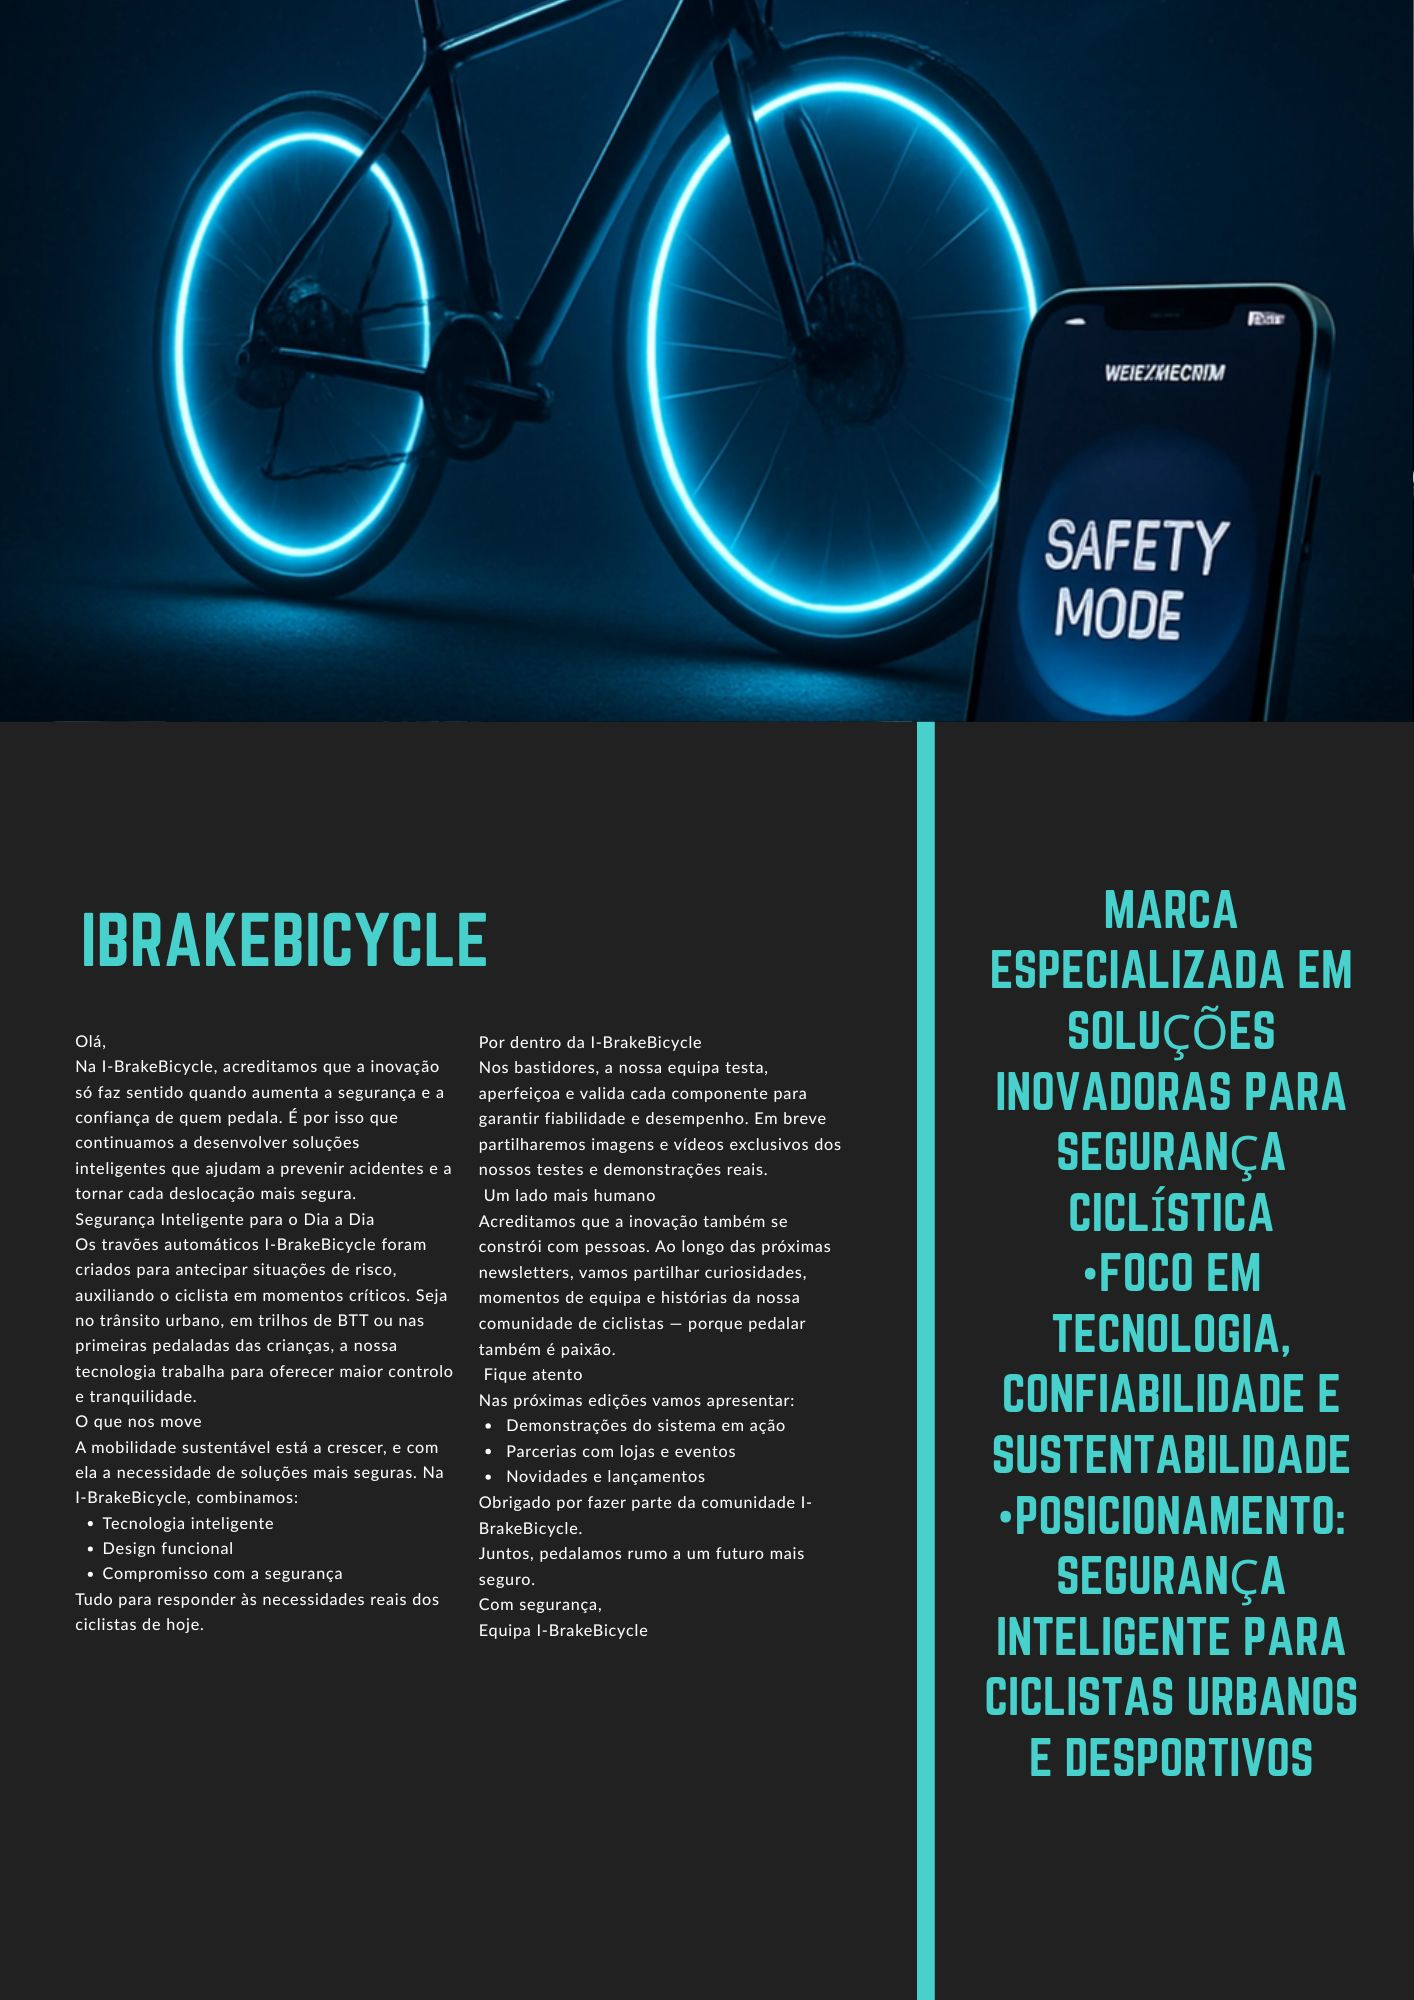 WEIEXMECRIM
SAFETY
MODE
IBRAKEBICYCLE
Olá,
Na I-BrakeBicycle, acreditamos que a inovação
só faz sentido quando aumenta a segurança e a
confiança de quem pedala. É por isso que
continuamos a desenvolver soluções
inteligentes que ajudam a prevenir acidentes e a
tornar cada deslocação mais segura.
Segurança Inteligente para o Dia a Dia
Os travões automáticos I-BrakeBicycle foram
criados para antecipar situações de risco,
auxiliando o ciclista em momentos críticos. Seja
no trânsito urbano, em trilhos de BTT ou nas
primeiras pedaladas das crianças, a nossa
tecnologia trabalha para oferecer maior controlo
e tranquilidade.
O que nos move
A mobilidade sustentável está a crescer, e com
ela a necessidade de soluções mais seguras. Na
I-BrakeBicycle, combinamos:
• Tecnologia inteligente
• Design funcional
• Compromisso com a segurança
Tudo para responder às necessidades reais dos
ciclistas de hoje.
Por dentro da I-BrakeBicycle
Nos bastidores, a nossa equipa testa,
aperfeiçoa e valida cada componente para
garantir fiabilidade e desempenho. Em breve
partilharemos imagens e vídeos exclusivos dos
nossos testes e demonstrações reais.
Um lado mais humano
Acreditamos que a inovação também se
constrói com pessoas. Ao longo das próximas
newsletters, vamos partilhar curiosidades,
momentos de equipa e histórias da nossa
comunidade de ciclistas — porque pedalar
também é paixão.
Fique atento
Nas próximas edições vamos apresentar:
• Demonstrações do sistema em ação
• Parcerias com lojas e eventos
• Novidades e lançamentos
Obrigado por fazer parte da comunidade I-
BrakeBicycle.
Juntos, pedalamos rumo a um futuro mais
seguro.
Com segurança,
Equipa I-BrakeBicycle
MARCA
ESPECIALIZADA EM
SOLUÇÕES
INOVADORAS PARA
SEGURANÇA
CICLÍSTICA
•FOCO EM
TECNOLOGIA,
CONFIABILIDADE E
SUSTENTABILIDADE
•POSICIONAMENTO:
SEGURANÇA
INTELIGENTE PARA
CICLISTAS URBANOS
E DESPORTIVOS